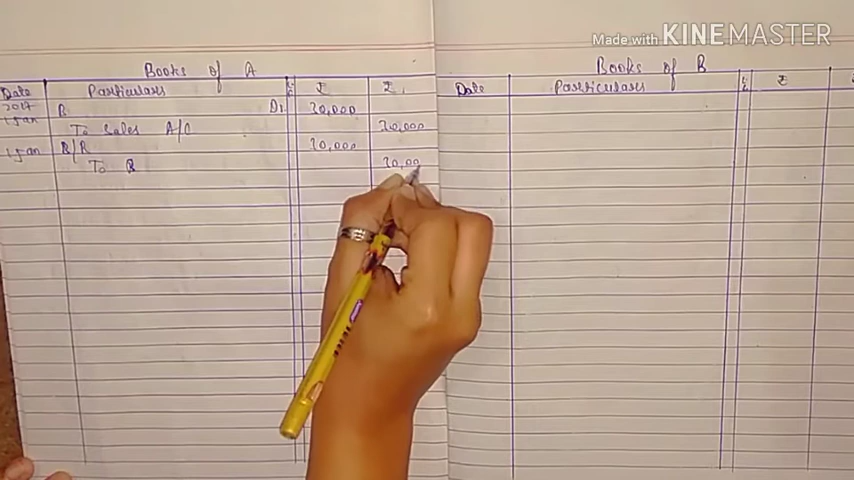 Made with KINEMASTER
Books of A
Date Particulars ₹ ₹
2017 B Dr. 20,000
1 Jan
To Sales A/C 20,000
1 Jan B/R 20,000
To B 20,00
Books of B
Date Particulars ₹